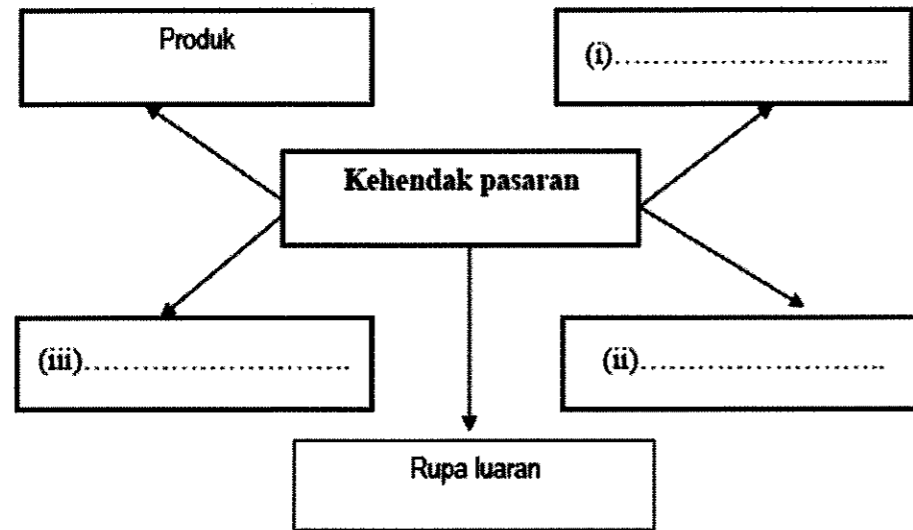 Produk
(i)..............................
Kehendak pasaran
(iii)..............................
(ii)...........................
Rupa luaran